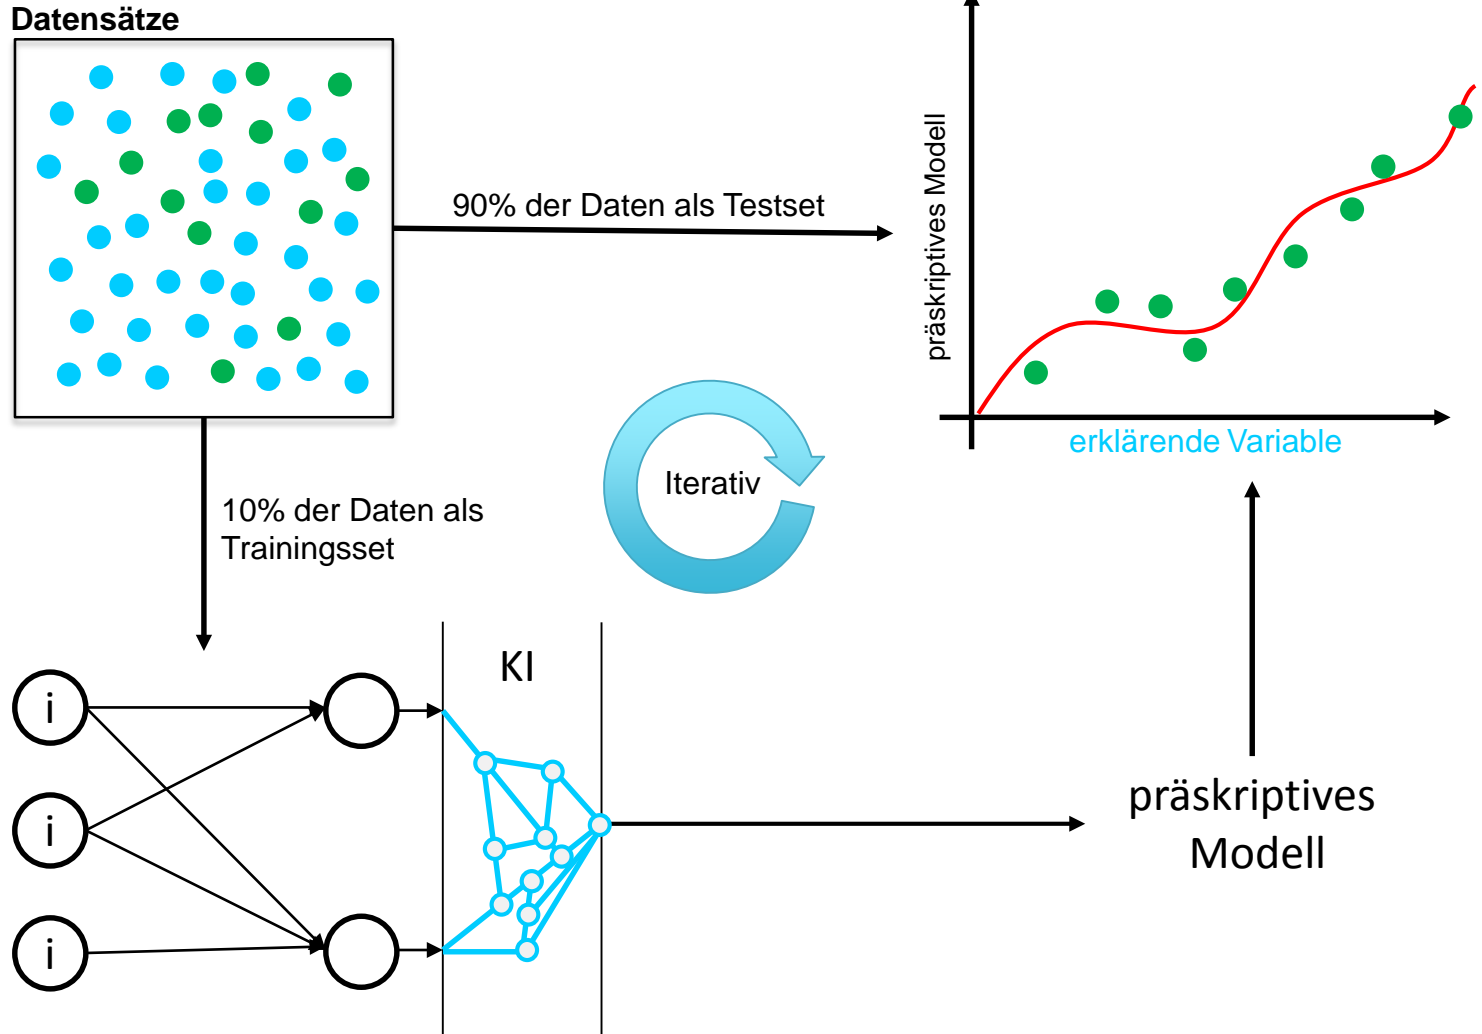 Datensätze
90% der Daten als Testset
präskriptives Modell
erklärende Variable
Iterativ
10% der Daten als
Trainingsset
KI
i
i
i
präskriptives
Modell